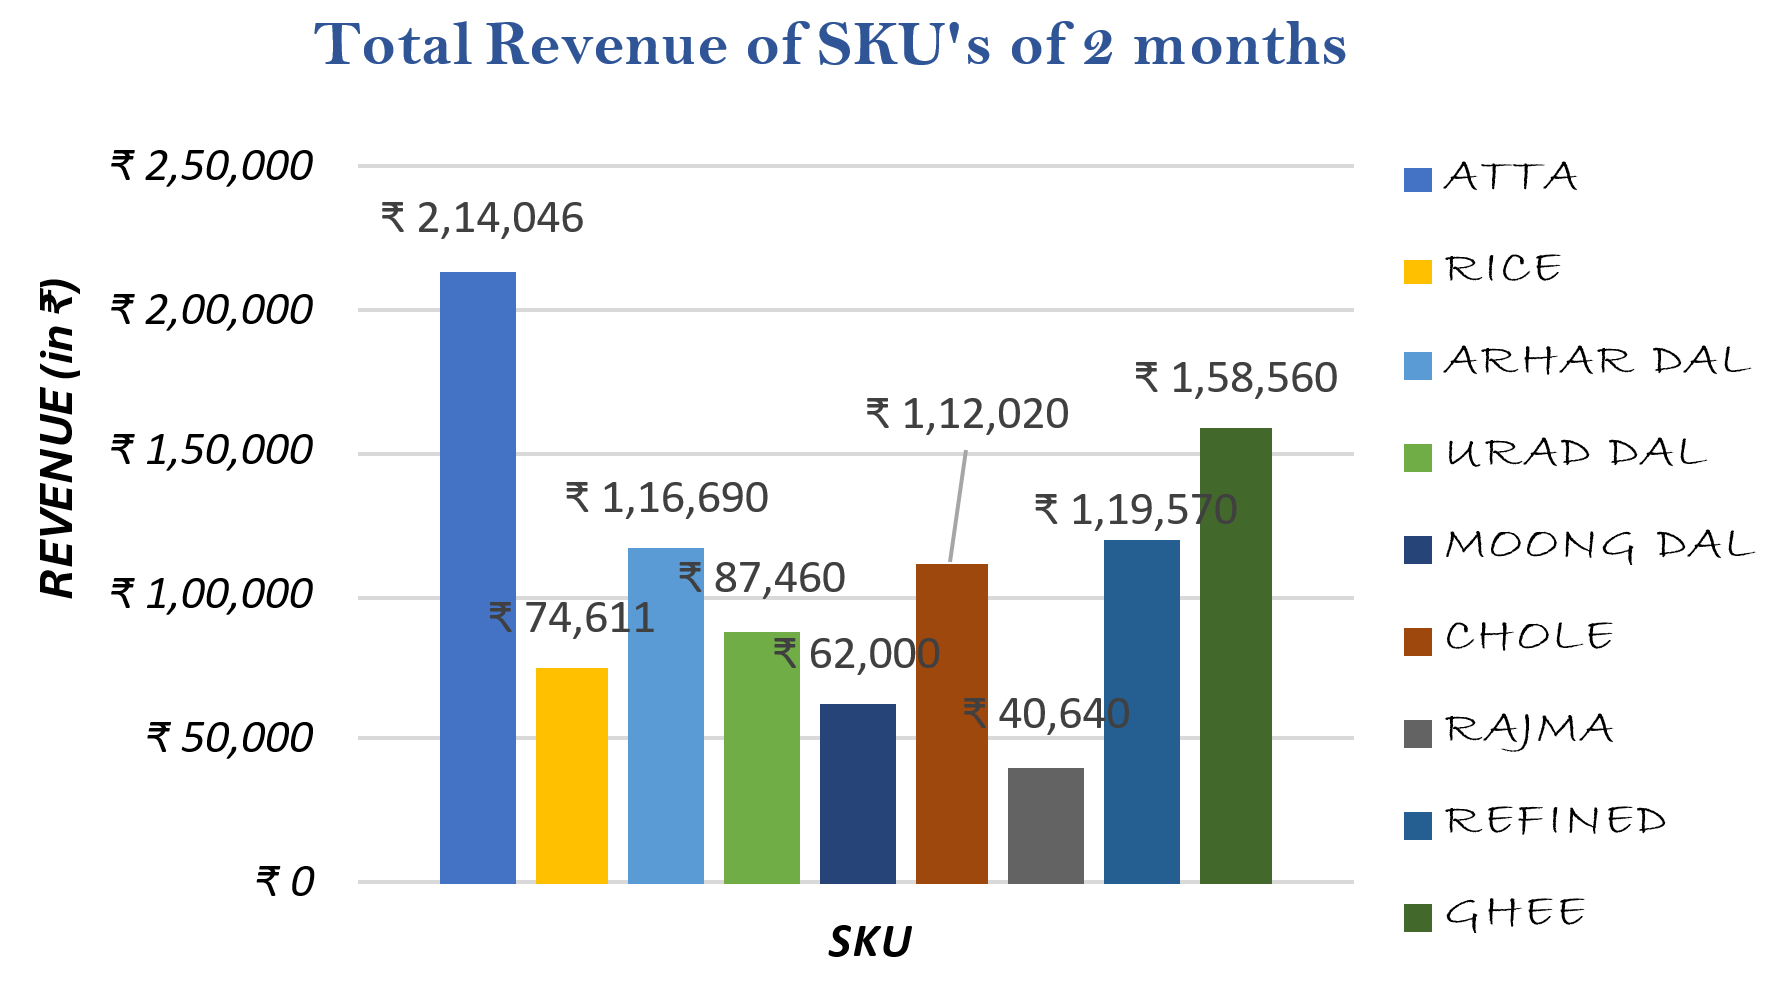 Total Revenue of SKU's of 2 months
REVENUE (in ₹)
₹ 2,50,000
₹ 2,00,000
₹ 1,50,000
₹ 1,00,000
₹ 50,000
₹ 0
₹ 2,14,046
₹ 74,611
₹ 1,16,690
₹ 87,460
₹ 62,000
₹ 1,12,020
₹ 40,640
₹ 1,19,570
₹ 1,58,560
SKU
ATTA
RICE
ARHAR DAL
URAD DAL
MOONG DAL
CHOLE
RAJMA
REFINED
GHEE